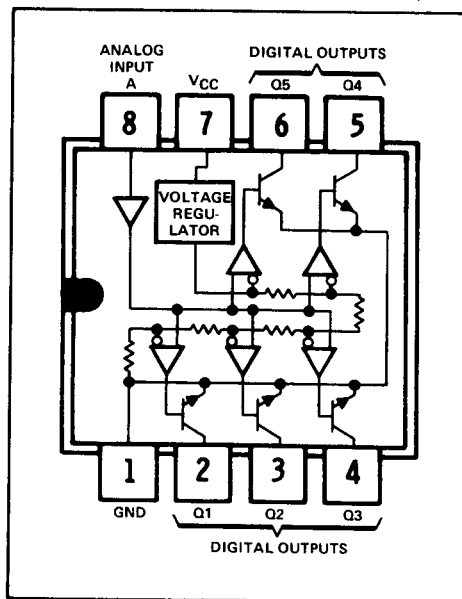 ANALOG
INPUT
A
VCC
DIGITAL OUTPUTS
Q5 Q4
8 7 6 5
VOLTAGE
REGU-
LATOR
1 2 3 4
GND Q1 Q2 Q3
DIGITAL OUTPUTS